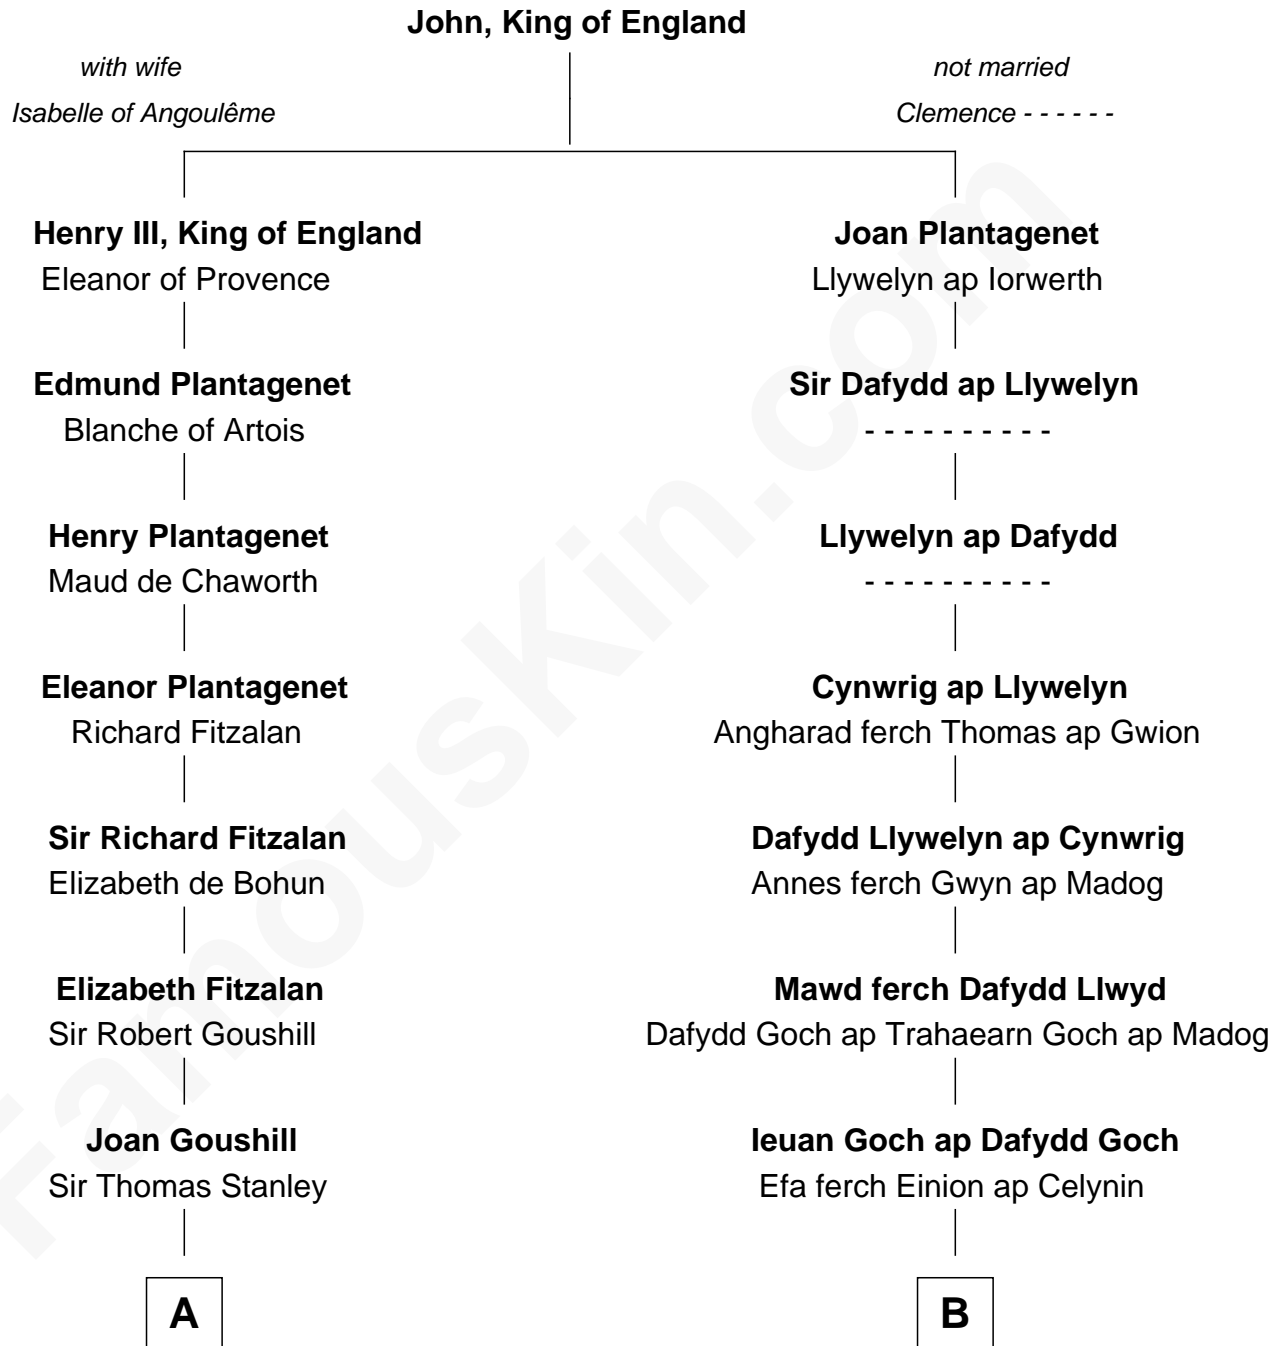 John, King of England
with wife
Isabelle of Angoulême
not married
Clemence - - - - - -
Henry III, King of England
Eleanor of Provence
Joan Plantagenet
Llywelyn ap Iorwerth
Edmund Plantagenet
Blanche of Artois
Sir Dafydd ap Llywelyn
- - - - - - - - - -
Henry Plantagenet
Maud de Chaworth
Llywelyn ap Dafydd
- - - - - - - - - -
Eleanor Plantagenet
Richard Fitzalan
Cynwrig ap Llywelyn
Angharad ferch Thomas ap Gwion
Sir Richard Fitzalan
Elizabeth de Bohun
Dafydd Llywelyn ap Cynwrig
Annes ferch Gwyn ap Madog
Elizabeth Fitzalan
Sir Robert Goushill
Mawd ferch Dafydd Llwyd
Dafydd Goch ap Trahaearn Goch ap Madog
Joan Goushill
Sir Thomas Stanley
Ieuan Goch ap Dafydd Goch
Efa ferch Einion ap Celynin
A
B
FamousKin.com